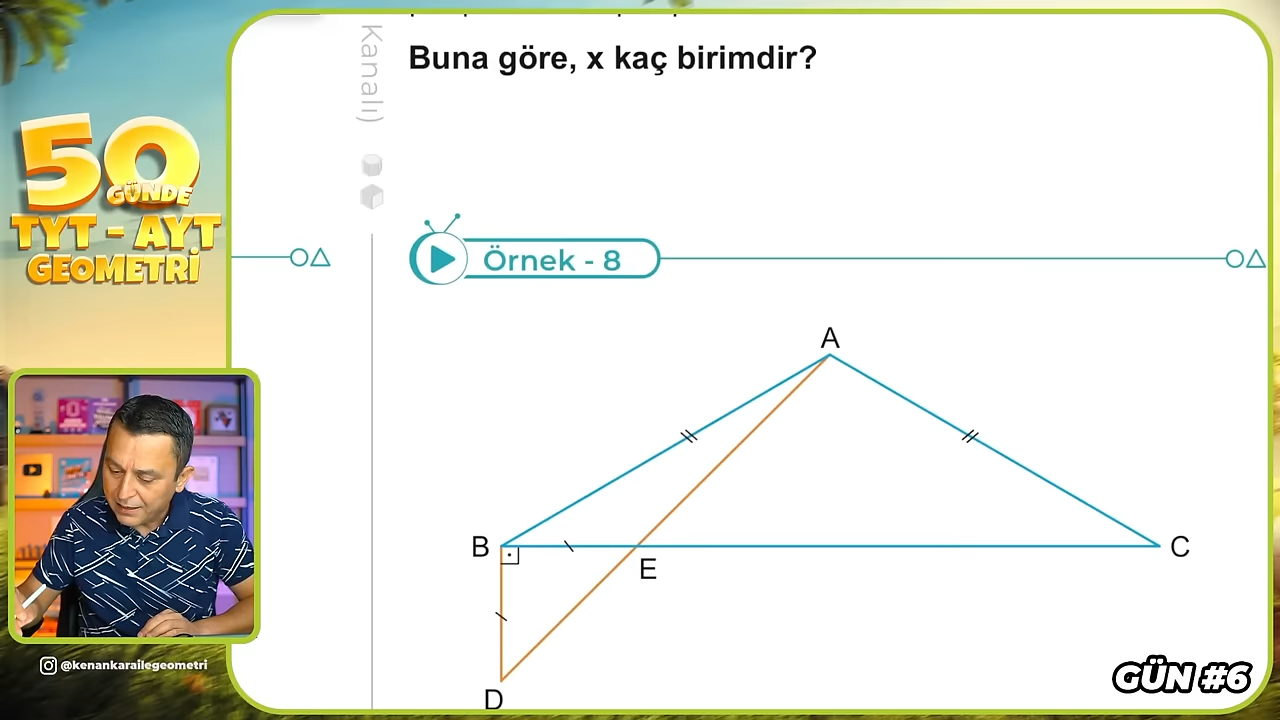 Kanalı)
Buna göre, x kaç birimdir?
50
GÜNDE
TYT - AYT
GEOMETRİ
Örnek - 8
A
B
E
C
D
@kenankarailegeometri
GÜN #6